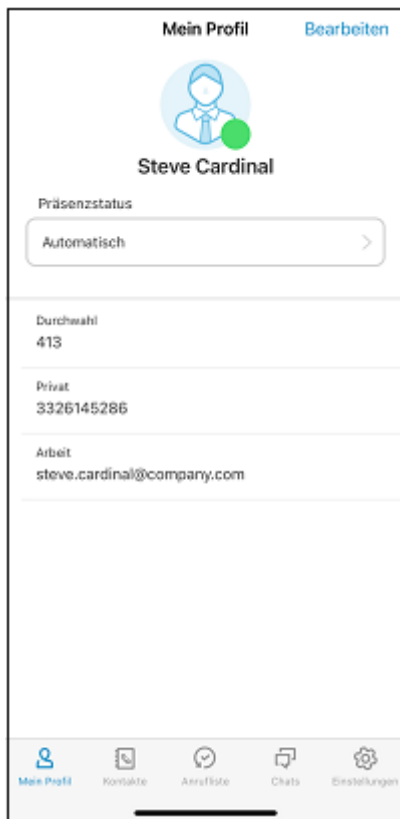 Mein Profil Bearbeiten
Steve Cardinal
Präsenzstatus
Automatisch
Durchwahl
413
Privat
3326145286
Arbeit
steve.cardinal@company.com
Mein Profil Kontakte Anrufliste Chats Einstellungen